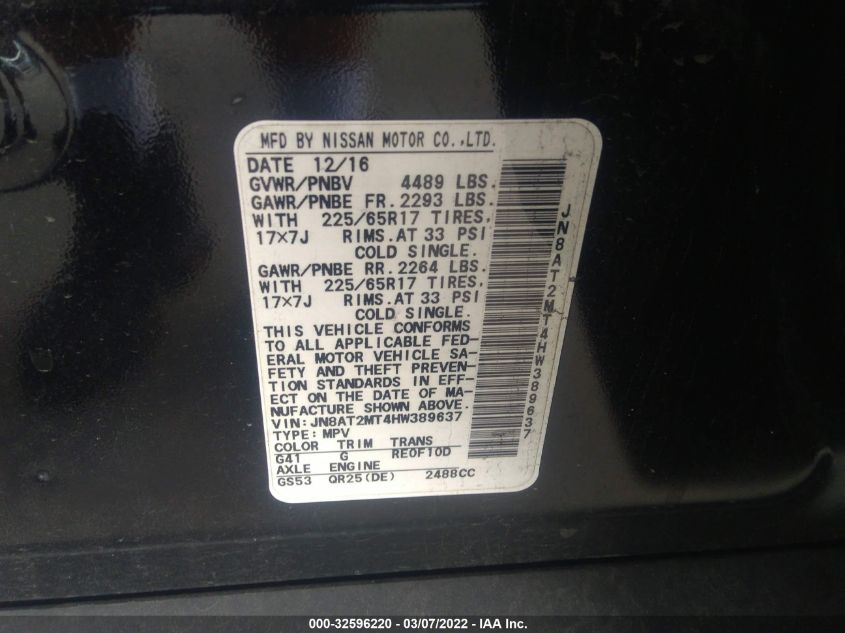 MFD BY NISSAN MOTOR CO.,LTD.
DATE 12/16
GVWR/PNBV 4489 LBS.
GAWR/PNBE FR. 2293 LBS.
WITH 225/65R17 TIRES,
17×7J RIMS. AT 33 PSI
COLD SINGLE.
GAWR/PNBE RR. 2264 LBS.
WITH 225/65R17 TIRES,
17×7J RIMS. AT 33 PSI
COLD SINGLE.
THIS VEHICLE CONFORMS
TO ALL APPLICABLE FED-
ERAL MOTOR VEHICLE SA-
FETY AND THEFT PREVEN-
TION STANDARDS IN EFF-
ECT ON THE DATE OF MA-
NUFACTURE SHOWN ABOVE.
VIN:JN8AT2MT4HW389637
TYPE:MPV
COLOR TRIM TRANS
G41 G RE0F10D
AXLE ENGINE
GS53 QR25(DE) 2488CC
JN8AT2MT4HW389637
000-32596220 - 03/07/2022 - IAA Inc.